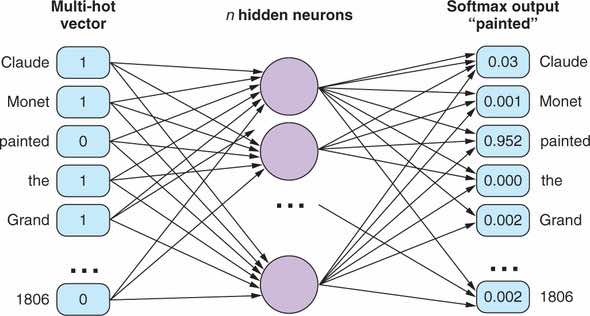 Multi-hot
vector
n hidden neurons
Softmax output
“painted”
Claude 1 0.03 Claude
Monet 1 0.001 Monet
painted 0 0.952 painted
the 1 0.000 the
Grand 1 0.002 Grand
... ... ...
1806 0 0.002 1806